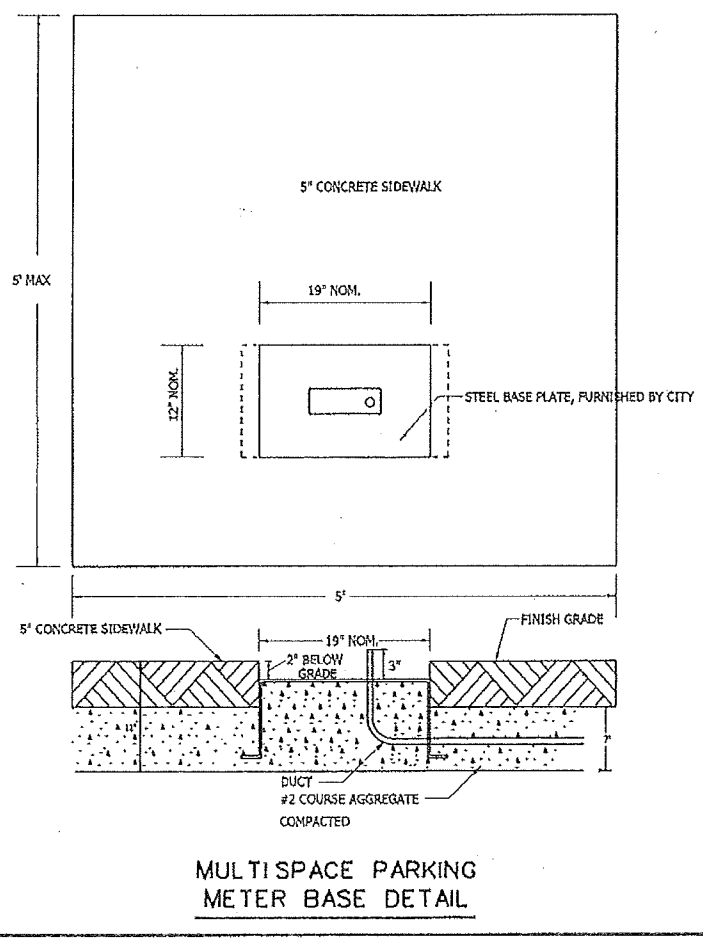 5" CONCRETE SIDEWALK
5' MAX
19" NOM.
12" NOM.
STEEL BASE PLATE, FURNISHED BY CITY
5'
5" CONCRETE SIDEWALK
FINISH GRADE
19" NOM.
2" BELOW
GRADE
3"
12"
7"
DUCT
#2 COURSE AGGREGATE
COMPACTED
MULTISPACE PARKING
METER BASE DETAIL